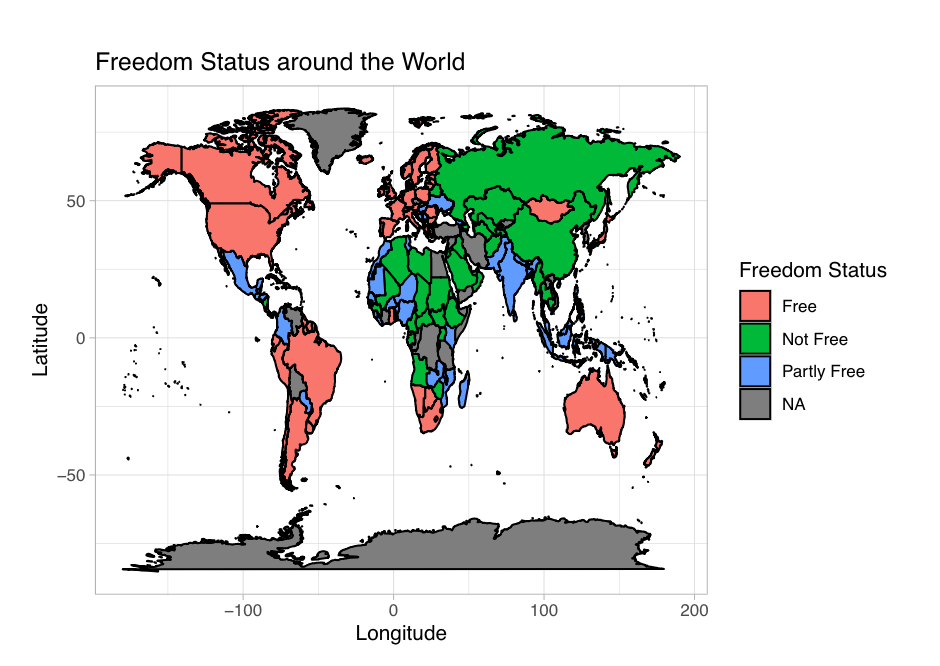 Freedom Status around the World
50
0
−50
Latitude
−100
0
100
200
Longitude
Freedom Status
Free
Not Free
Partly Free
NA